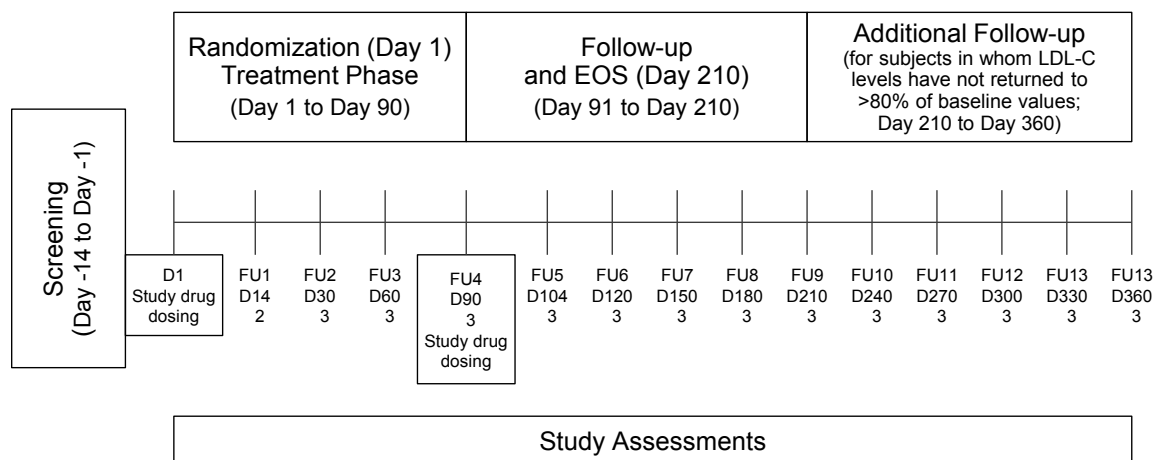 Randomization (Day 1)
Treatment Phase
(Day 1 to Day 90)
Follow-up
and EOS (Day 210)
(Day 91 to Day 210)
Additional Follow-up
(for subjects in whom LDL-C
levels have not returned to
>80% of baseline values;
Day 210 to Day 360)
Screening
(Day -14 to Day -1)
D1
Study drug
dosing
FU1
D14
2
FU2
D30
3
FU3
D60
3
FU4
D90
3
Study drug
dosing
FU5
D104
3
FU6
D120
3
FU7
D150
3
FU8
D180
3
FU9
D210
3
FU10
D240
3
FU11
D270
3
FU12
D300
3
FU13
D330
3
FU13
D360
3
Study Assessments